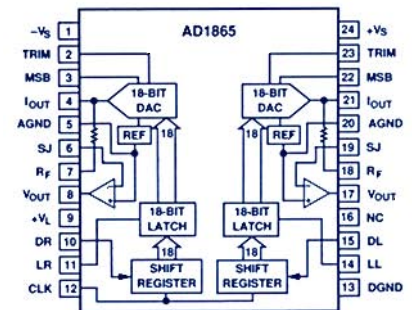 AD1865
−VS 1
TRIM 2
MSB 3
IOUT 4
AGND 5
SJ 6
RF 7
VOUT 8
+VL 9
DR 10
LR 11
CLK 12
24 +VS
23 TRIM
22 MSB
21 IOUT
20 AGND
19 SJ
18 RF
17 VOUT
16 NC
15 DL
14 LL
13 DGND
18-BIT
DAC
REF
18
18-BIT
LATCH
18
SHIFT
REGISTER
18-BIT
DAC
REF
18
18-BIT
LATCH
18
SHIFT
REGISTER